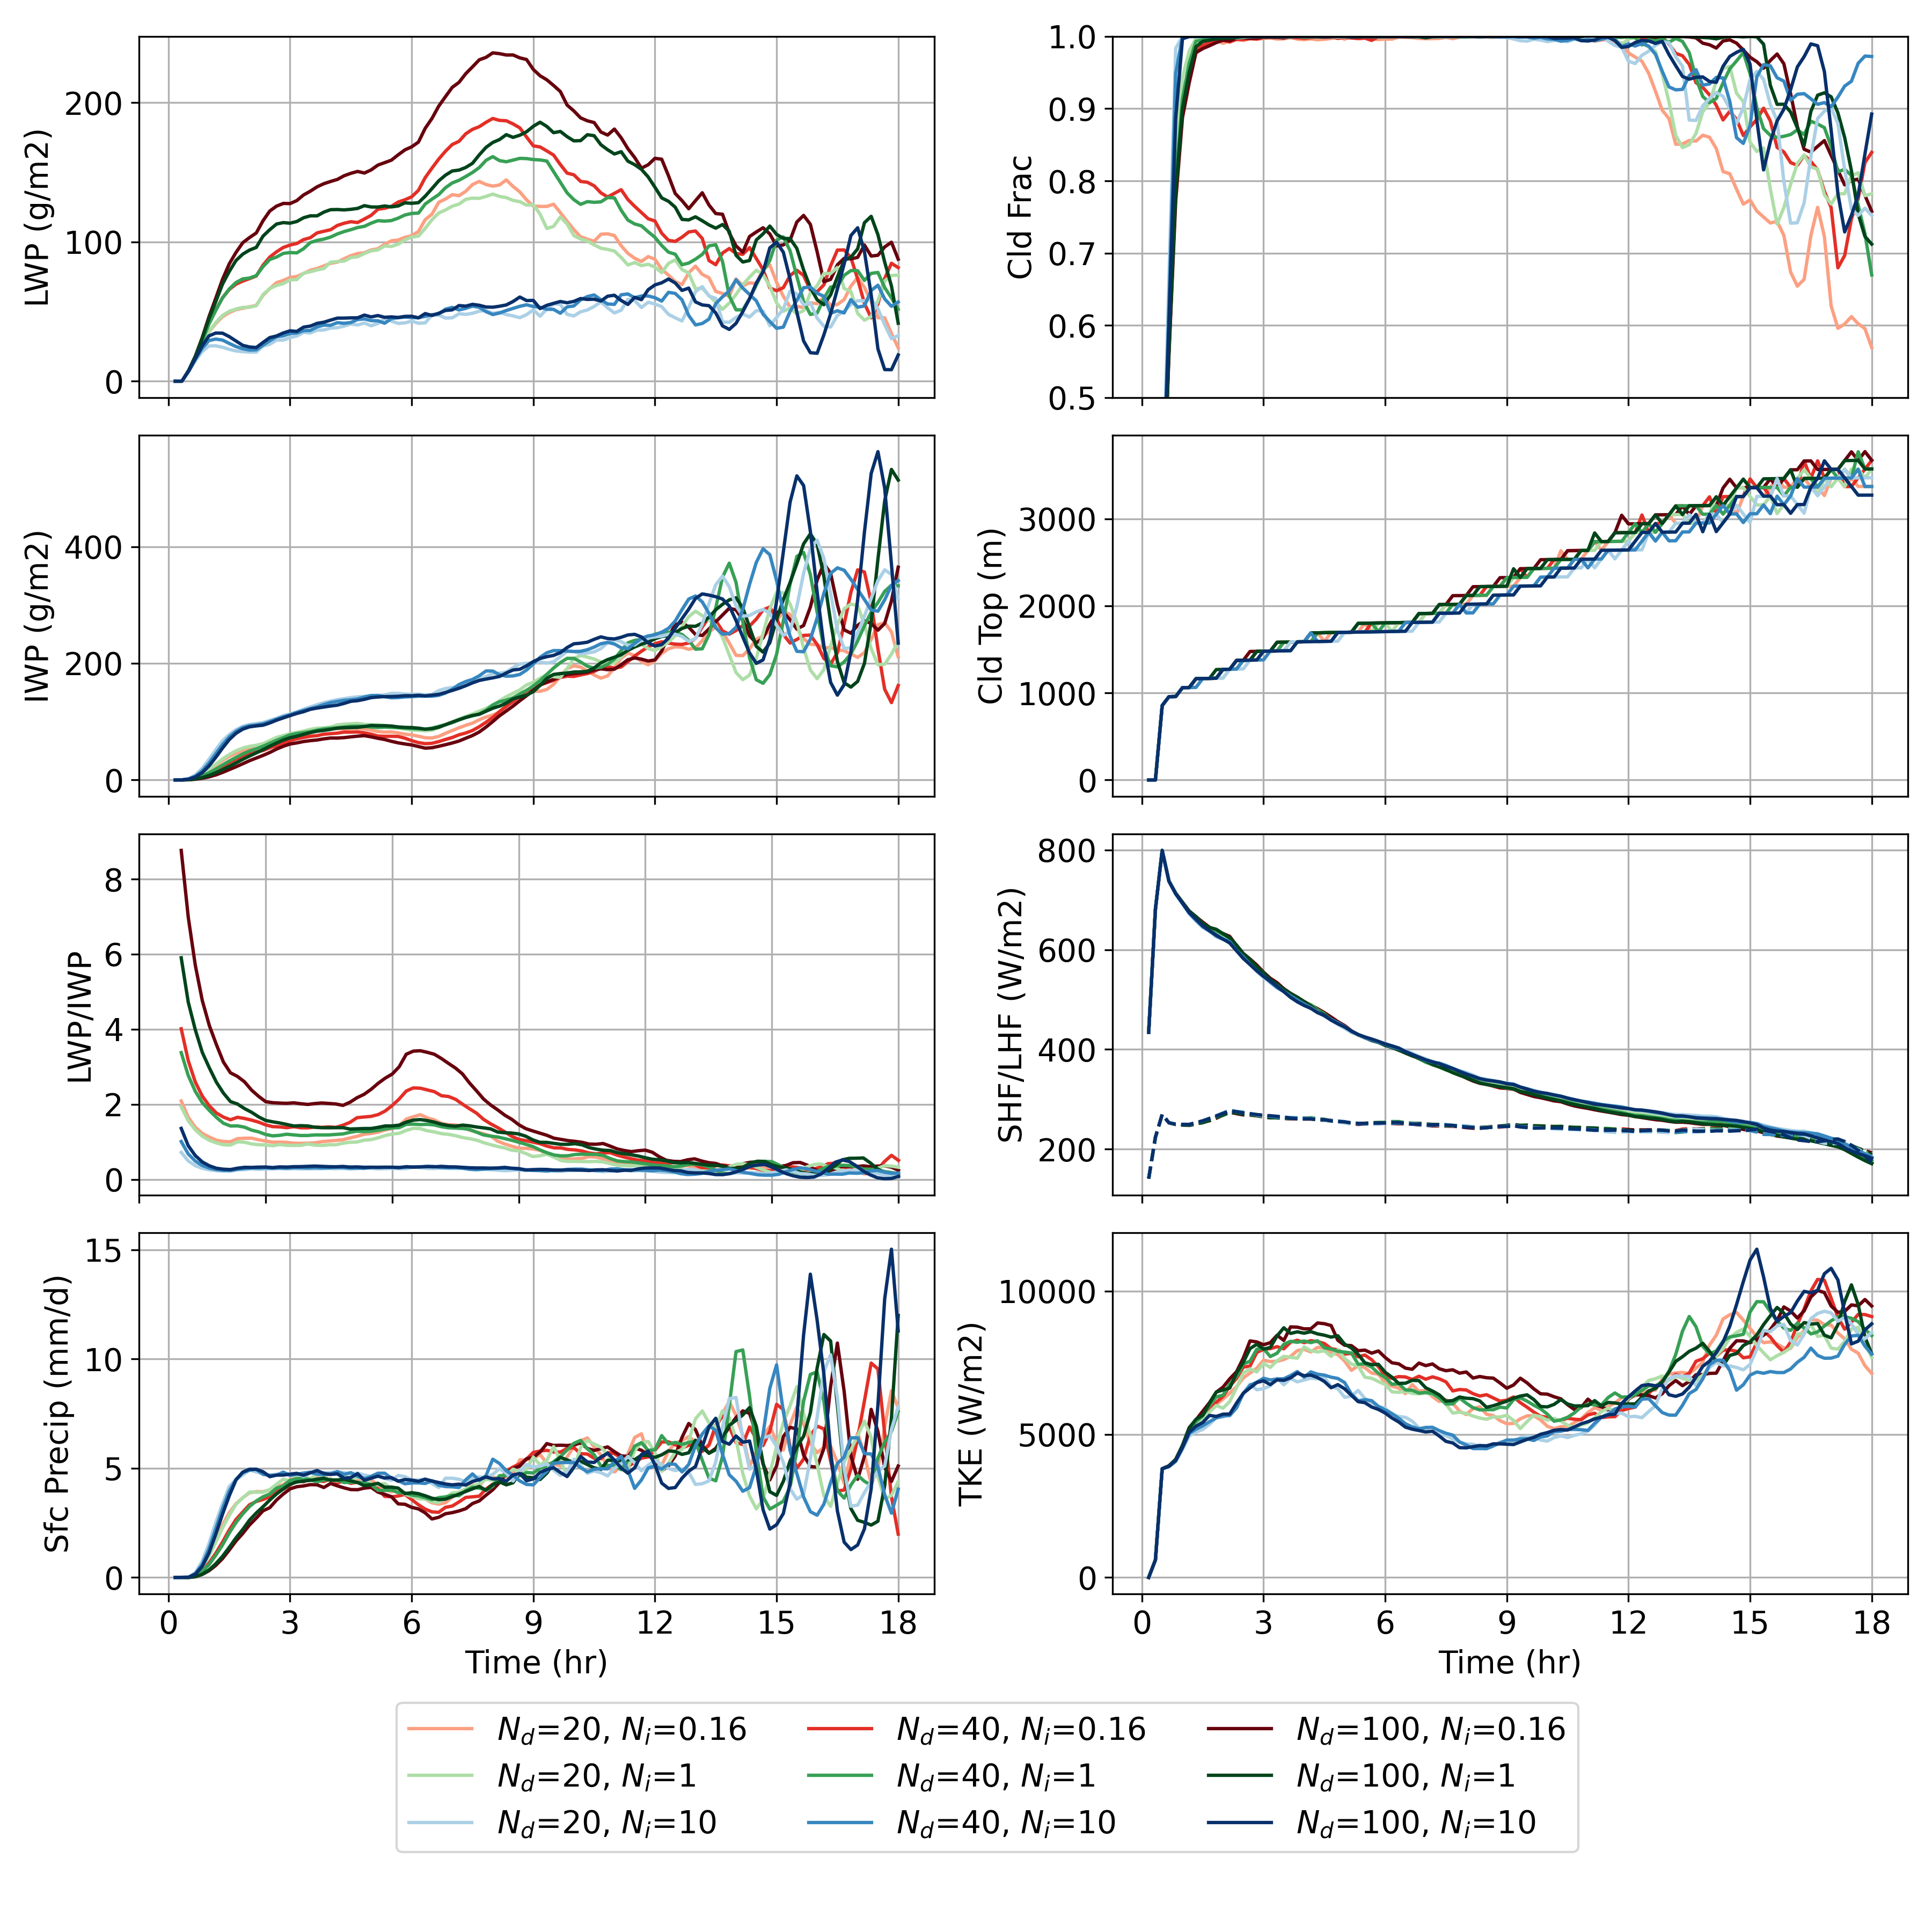 200
100
0
LWP (g/m2)
1.0
0.9
0.8
0.7
0.6
0.5
Cld Frac
400
200
0
IWP (g/m2)
3000
2000
1000
0
Cld Top (m)
8
6
4
2
0
LWP/IWP
800
600
400
200
SHF/LHF (W/m2)
15
10
5
0
Sfc Precip (mm/d)
0 3 6 9 12 15 18
Time (hr)
10000
5000
0
TKE (W/m2)
0 3 6 9 12 15 18
Time (hr)
N_d=20, N_i=0.16 N_d=40, N_i=0.16 N_d=100, N_i=0.16
N_d=20, N_i=1 N_d=40, N_i=1 N_d=100, N_i=1
N_d=20, N_i=10 N_d=40, N_i=10 N_d=100, N_i=10